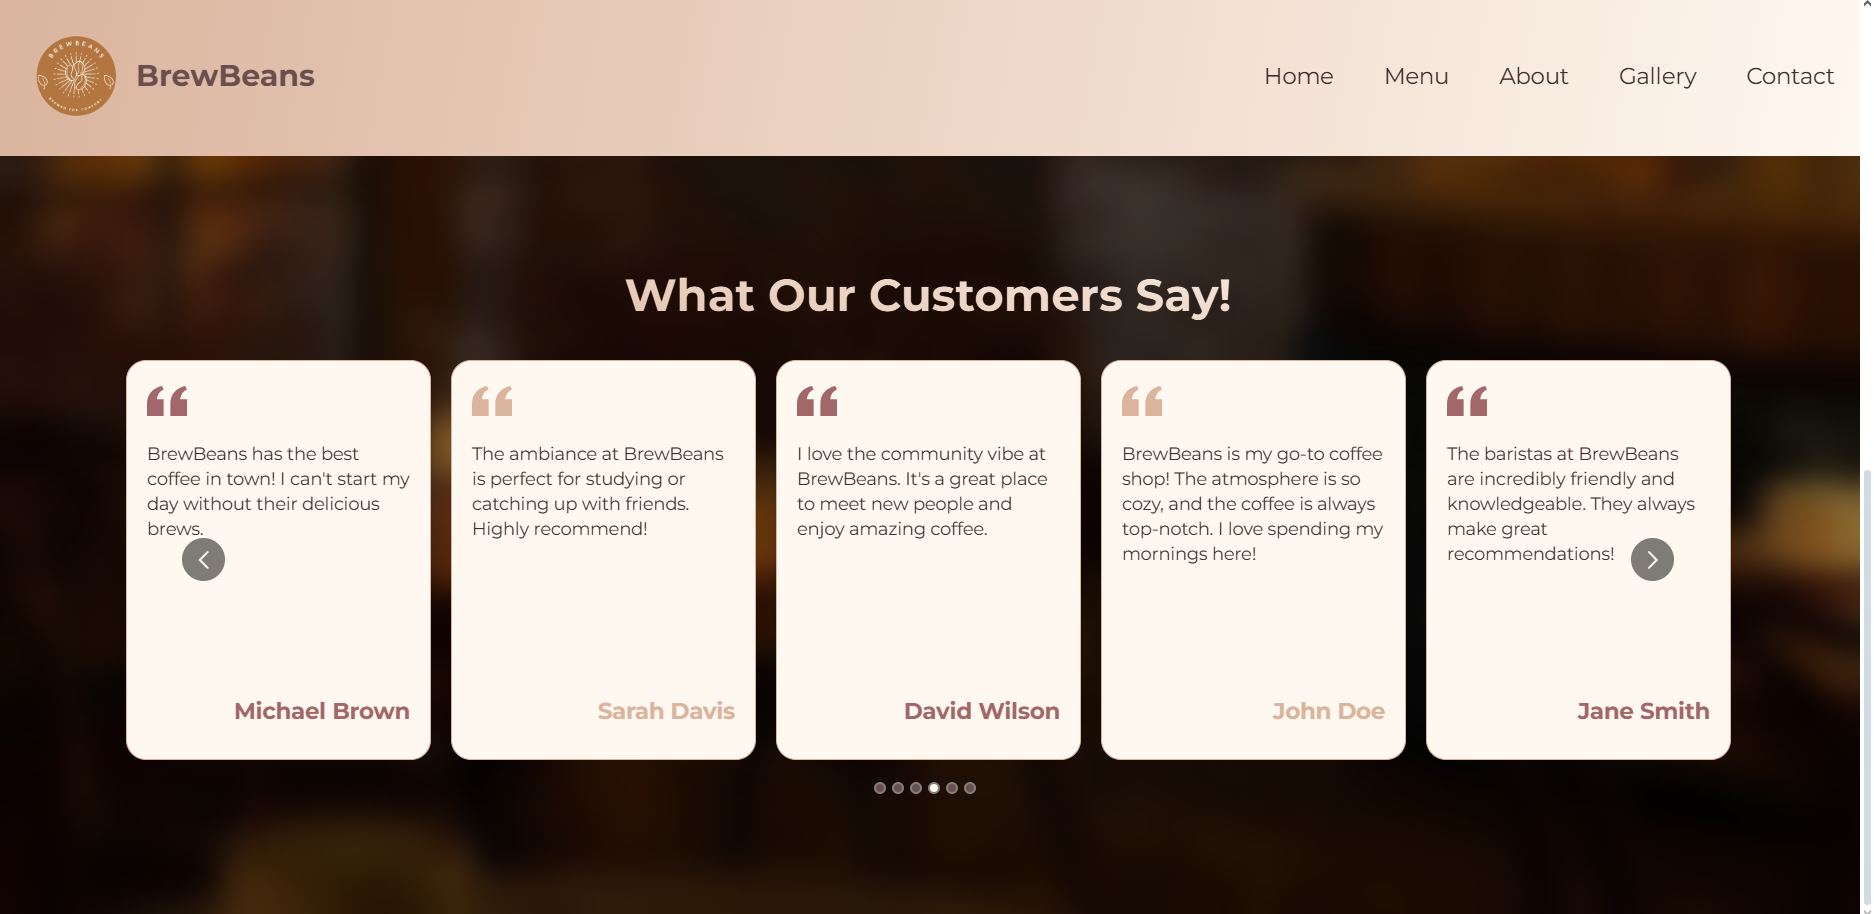 BREWBEANS
BREWED FOR COMFORT
BrewBeans
Home
Menu
About
Gallery
Contact
What Our Customers Say!
BrewBeans has the best
coffee in town! I can't start my
day without their delicious
brews.
Michael Brown
The ambiance at BrewBeans
is perfect for studying or
catching up with friends.
Highly recommend!
Sarah Davis
I love the community vibe at
BrewBeans. It's a great place
to meet new people and
enjoy amazing coffee.
David Wilson
BrewBeans is my go-to coffee
shop! The atmosphere is so
cozy, and the coffee is always
top-notch. I love spending my
mornings here!
John Doe
The baristas at BrewBeans
are incredibly friendly and
knowledgeable. They always
make great
recommendations!
Jane Smith